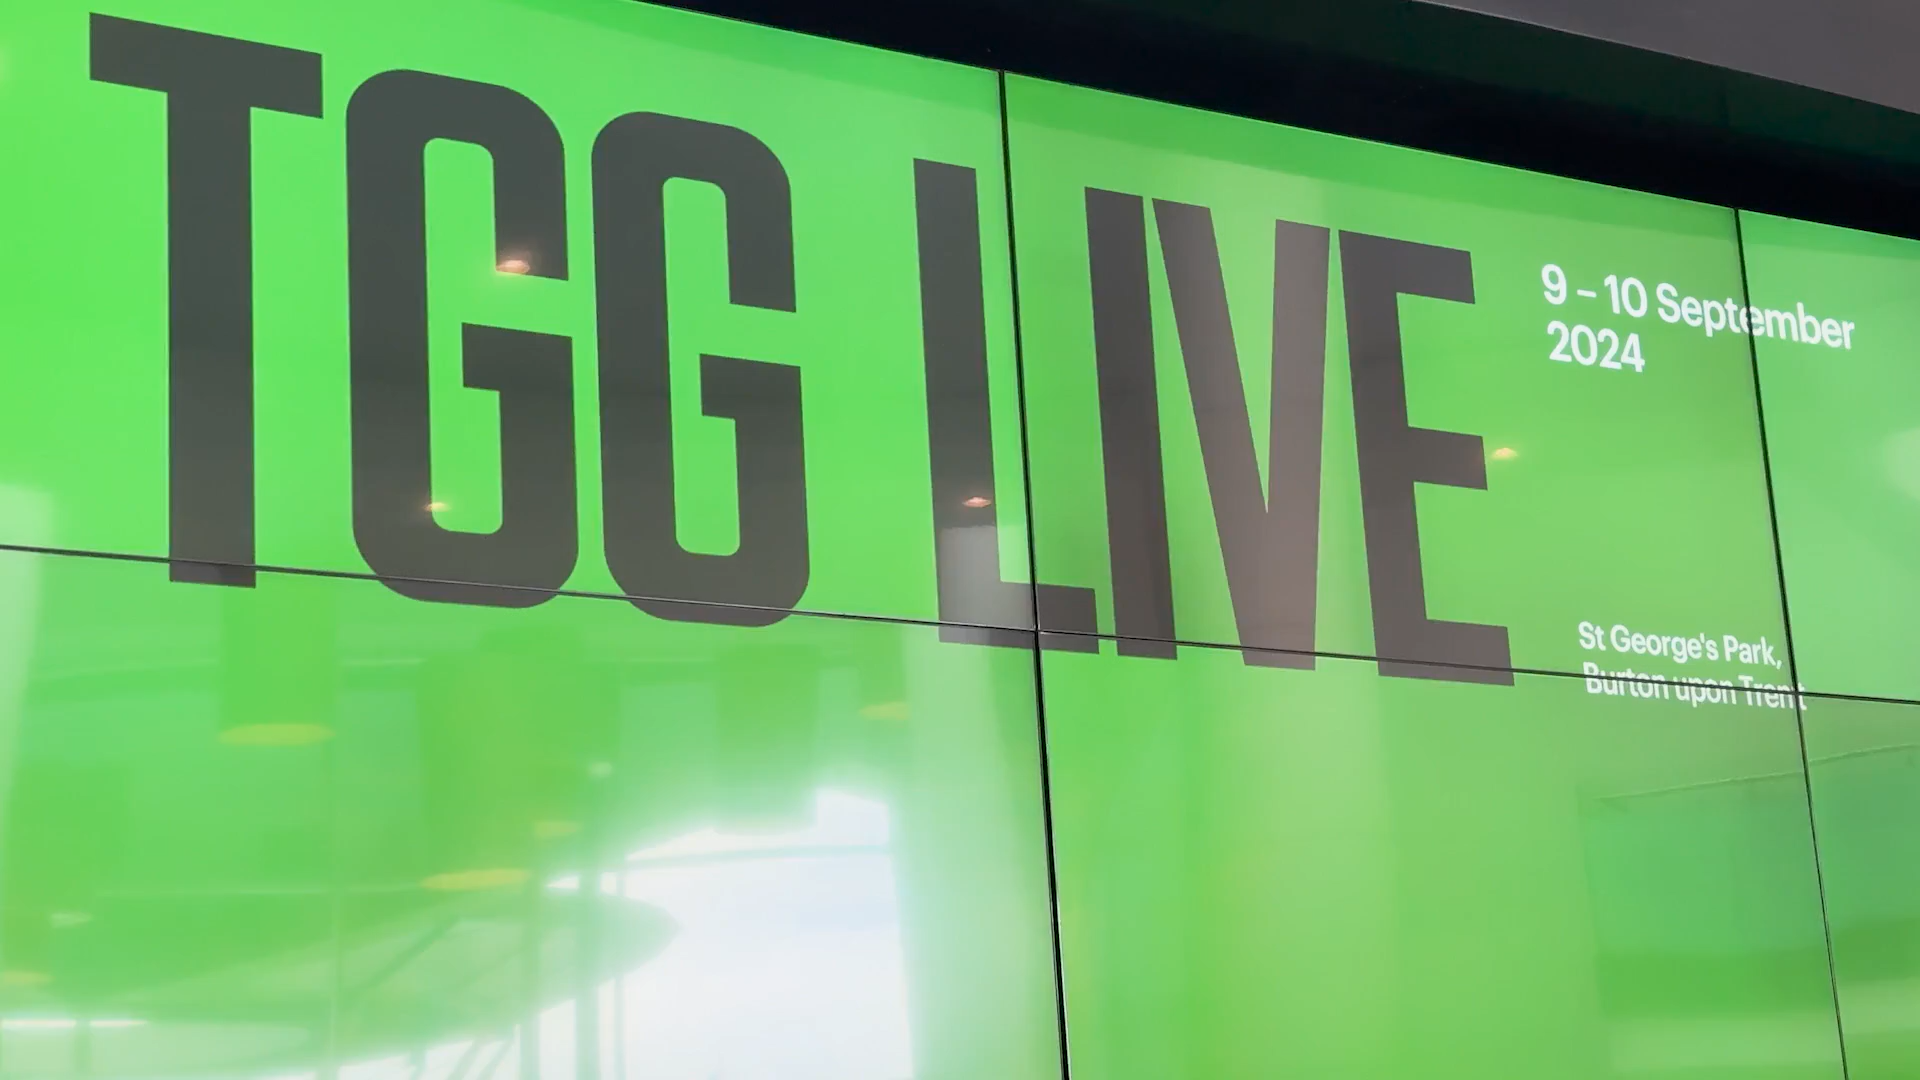 TGG LIVE
9 – 10 September
2024
St George's Park,
Burton upon Trent